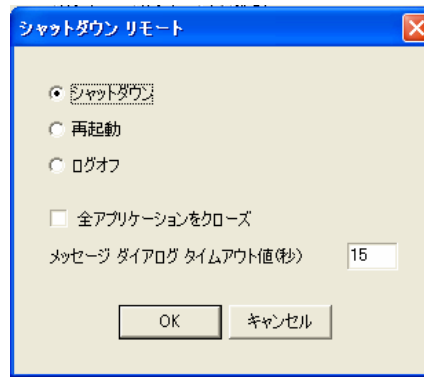 シャットダウン リモート
シャットダウン
再起動
ログオフ
全アプリケーションをクローズ
メッセージ ダイアログ タイムアウト値(秒) 15
OK キャンセル